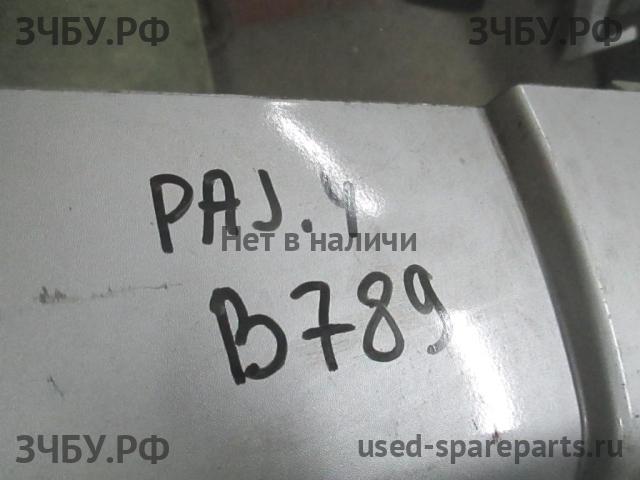 ЗЧБУ.РФ ЗЧБУ.РФ
PAJ. 4
Нет в наличи
B789
ЗЧБУ.РФ used-spareparts.ru